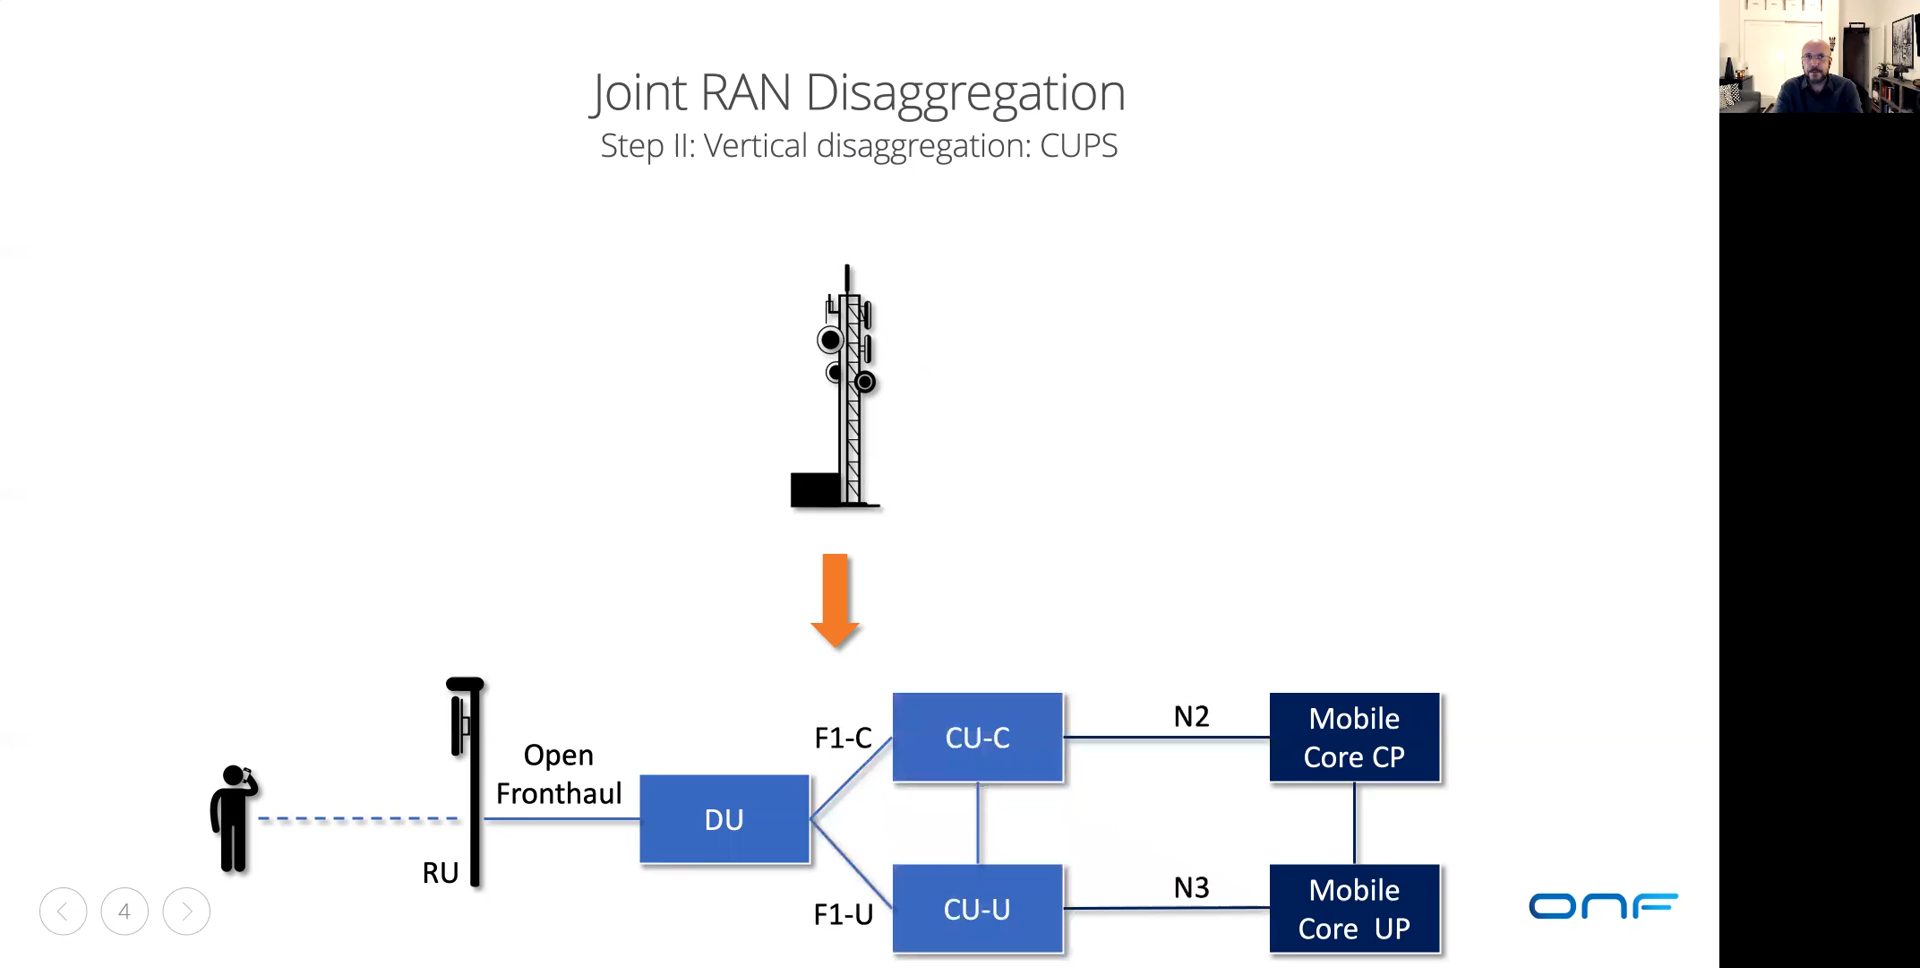 Joint RAN Disaggregation
Step II: Vertical disaggregation: CUPS
Open
Fronthaul
RU
DU
F1-C
F1-U
CU-C
CU-U
N2
N3
Mobile
Core CP
Mobile
Core UP
4
ONF